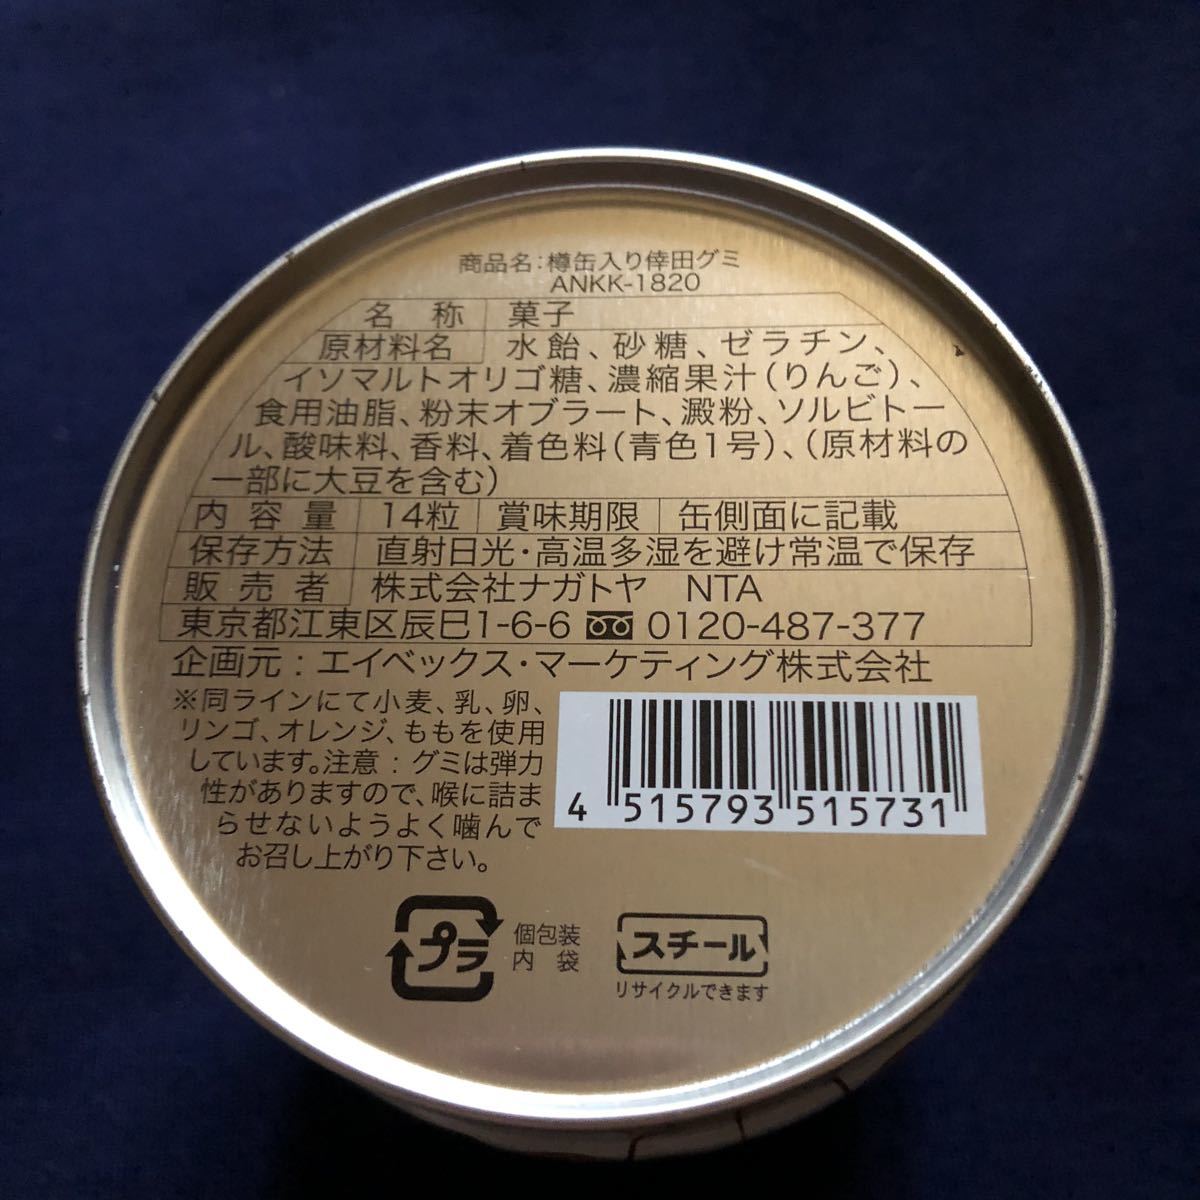 商品名：樽缶入り倖田グミ
ANKK-1820
名称 菓子
原材料名 水飴、砂糖、ゼラチン、
イソマルトオリゴ糖、濃縮果汁（りんご）、
食用油脂、粉末オブラート、澱粉、ソルビトー
ル、酸味料、香料、着色料（青色1号）、（原材料の
一部に大豆を含む）
内容量 14粒 賞味期限 缶側面に記載
保存方法 直射日光・高温多湿を避け常温で保存
販売者 株式会社ナガトヤ NTA
東京都江東区辰巳1-6-6 0120-487-377
企画元：エイベックス・マーケティング株式会社
※同ラインにて小麦、乳、卵、
リンゴ、オレンジ、ももを使用
しています。注意：グミは弾力
性がありますので、喉に詰ま
らせないようよく噛んで
お召し上がり下さい。
4 515793 515731
プラ
個包装
内袋
スチール
リサイクルできます